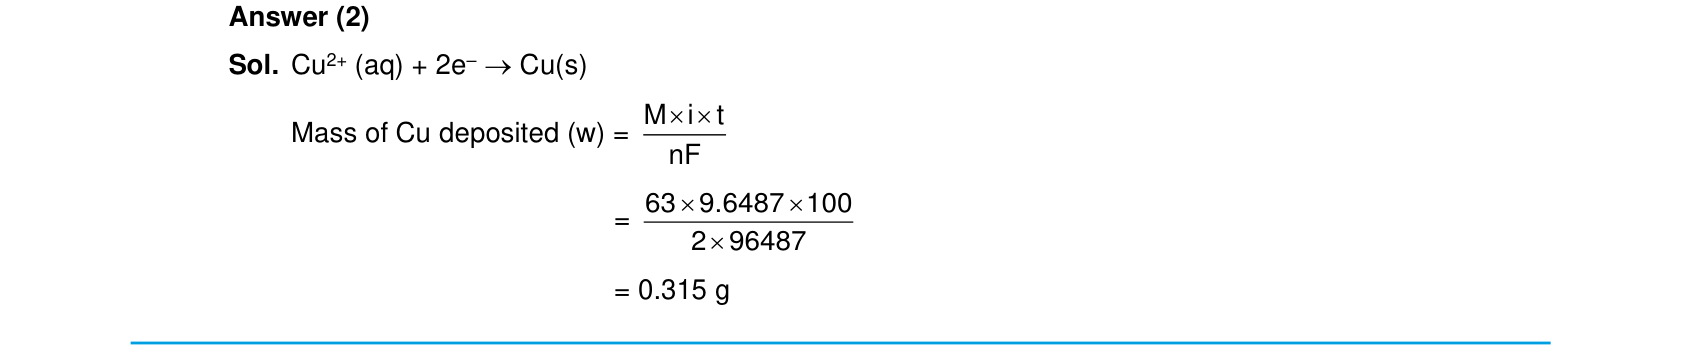 Answer (2)
Sol. Cu²⁺ (aq) + 2e⁻ → Cu(s)
Mass of Cu deposited (w) = M×i×t / nF
= 63×9.6487×100 / 2×96487
= 0.315 g